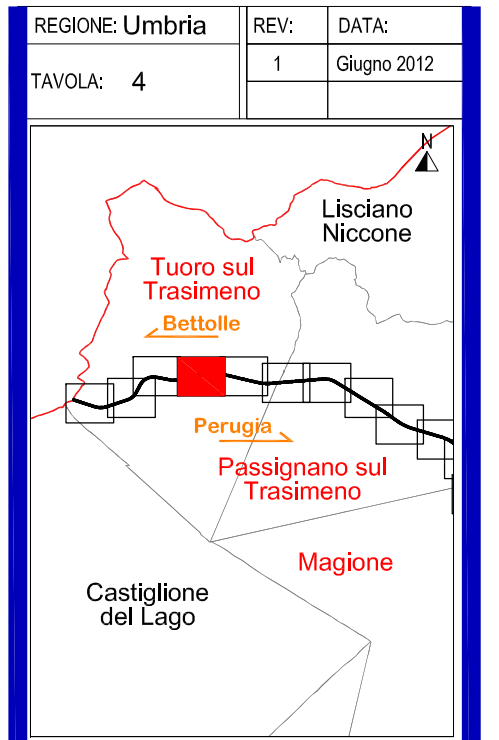 REGIONE: Umbria
REV:
DATA:
TAVOLA: 4
1
Giugno 2012
N
Lisciano
Niccone
Tuoro sul
Trasimeno
Bettolle
Perugia
Passignano sul
Trasimeno
Magione
Castiglione
del Lago